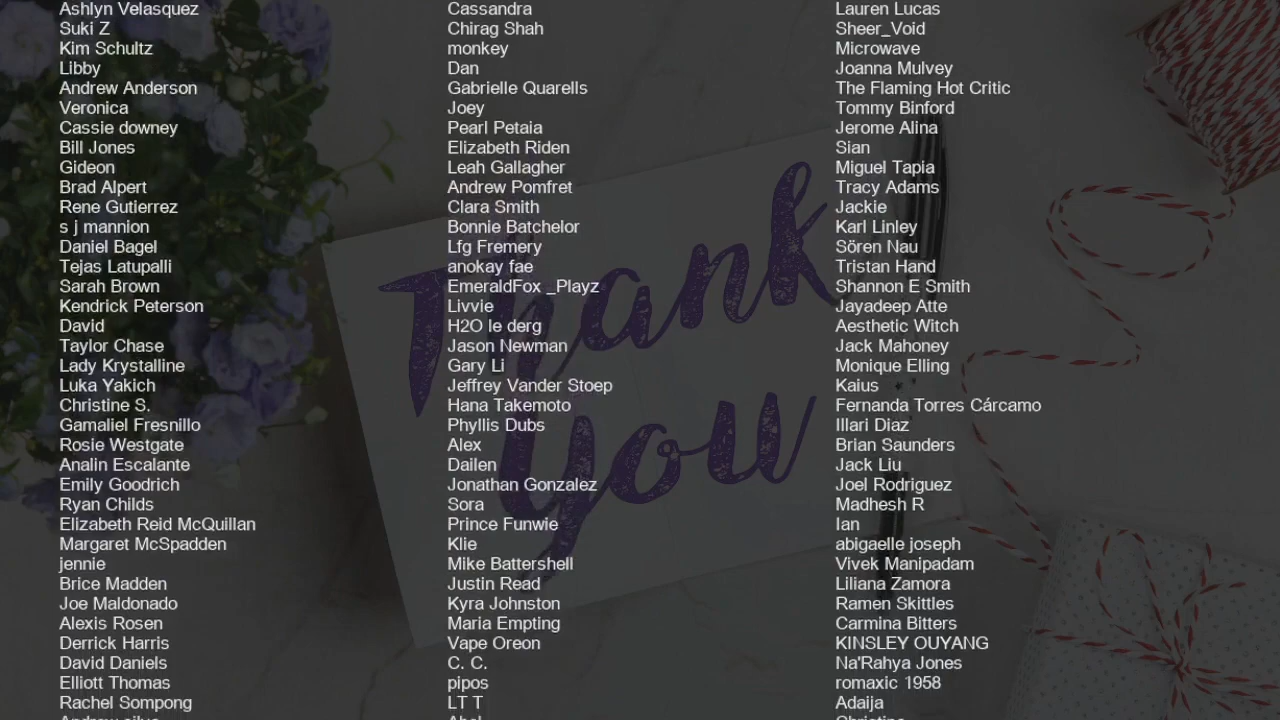 Ashlyn Velasquez
Suki Z
Kim Schultz
Libby
Andrew Anderson
Veronica
Cassie downey
Bill Jones
Gideon
Brad Alpert
Rene Gutierrez
s j mannion
Daniel Bagel
Tejas Latupalli
Sarah Brown
Kendrick Peterson
David
Taylor Chase
Lady Krystalline
Luka Yakich
Christine S.
Gamaliel Fresnillo
Rosie Westgate
Analin Escalante
Emily Goodrich
Ryan Childs
Elizabeth Reid McQuillan
Margaret McSpadden
jennie
Brice Madden
Joe Maldonado
Alexis Rosen
Derrick Harris
David Daniels
Elliott Thomas
Rachel Sompong
Cassandra
Chirag Shah
monkey
Dan
Gabrielle Quarells
Joey
Pearl Petaia
Elizabeth Riden
Leah Gallagher
Andrew Pomfret
Clara Smith
Bonnie Batchelor
Lfg Fremery
anokay fae
EmeraldFox _Playz
Livvie
H2O le derg
Jason Newman
Gary Li
Jeffrey Vander Stoep
Hana Takemoto
Phyllis Dubs
Alex
Dailen
Jonathan Gonzalez
Sora
Prince Funwie
Klie
Mike Battershell
Justin Read
Kyra Johnston
Maria Empting
Vape Oreon
C. C.
pipos
LT T
Lauren Lucas
Sheer_Void
Microwave
Joanna Mulvey
The Flaming Hot Critic
Tommy Binford
Jerome Alina
Sian
Miguel Tapia
Tracy Adams
Jackie
Karl Linley
Sören Nau
Tristan Hand
Shannon E Smith
Jayadeep Atte
Aesthetic Witch
Jack Mahoney
Monique Elling
Kaius
Fernanda Torres Cárcamo
Illari Diaz
Brian Saunders
Jack Liu
Joel Rodriguez
Madhesh R
Ian
abigaelle joseph
Vivek Manipadam
Liliana Zamora
Ramen Skittles
Carmina Bitters
KINSLEY OUYANG
Na'Rahya Jones
romaxic 1958
Adaija
Thank
you